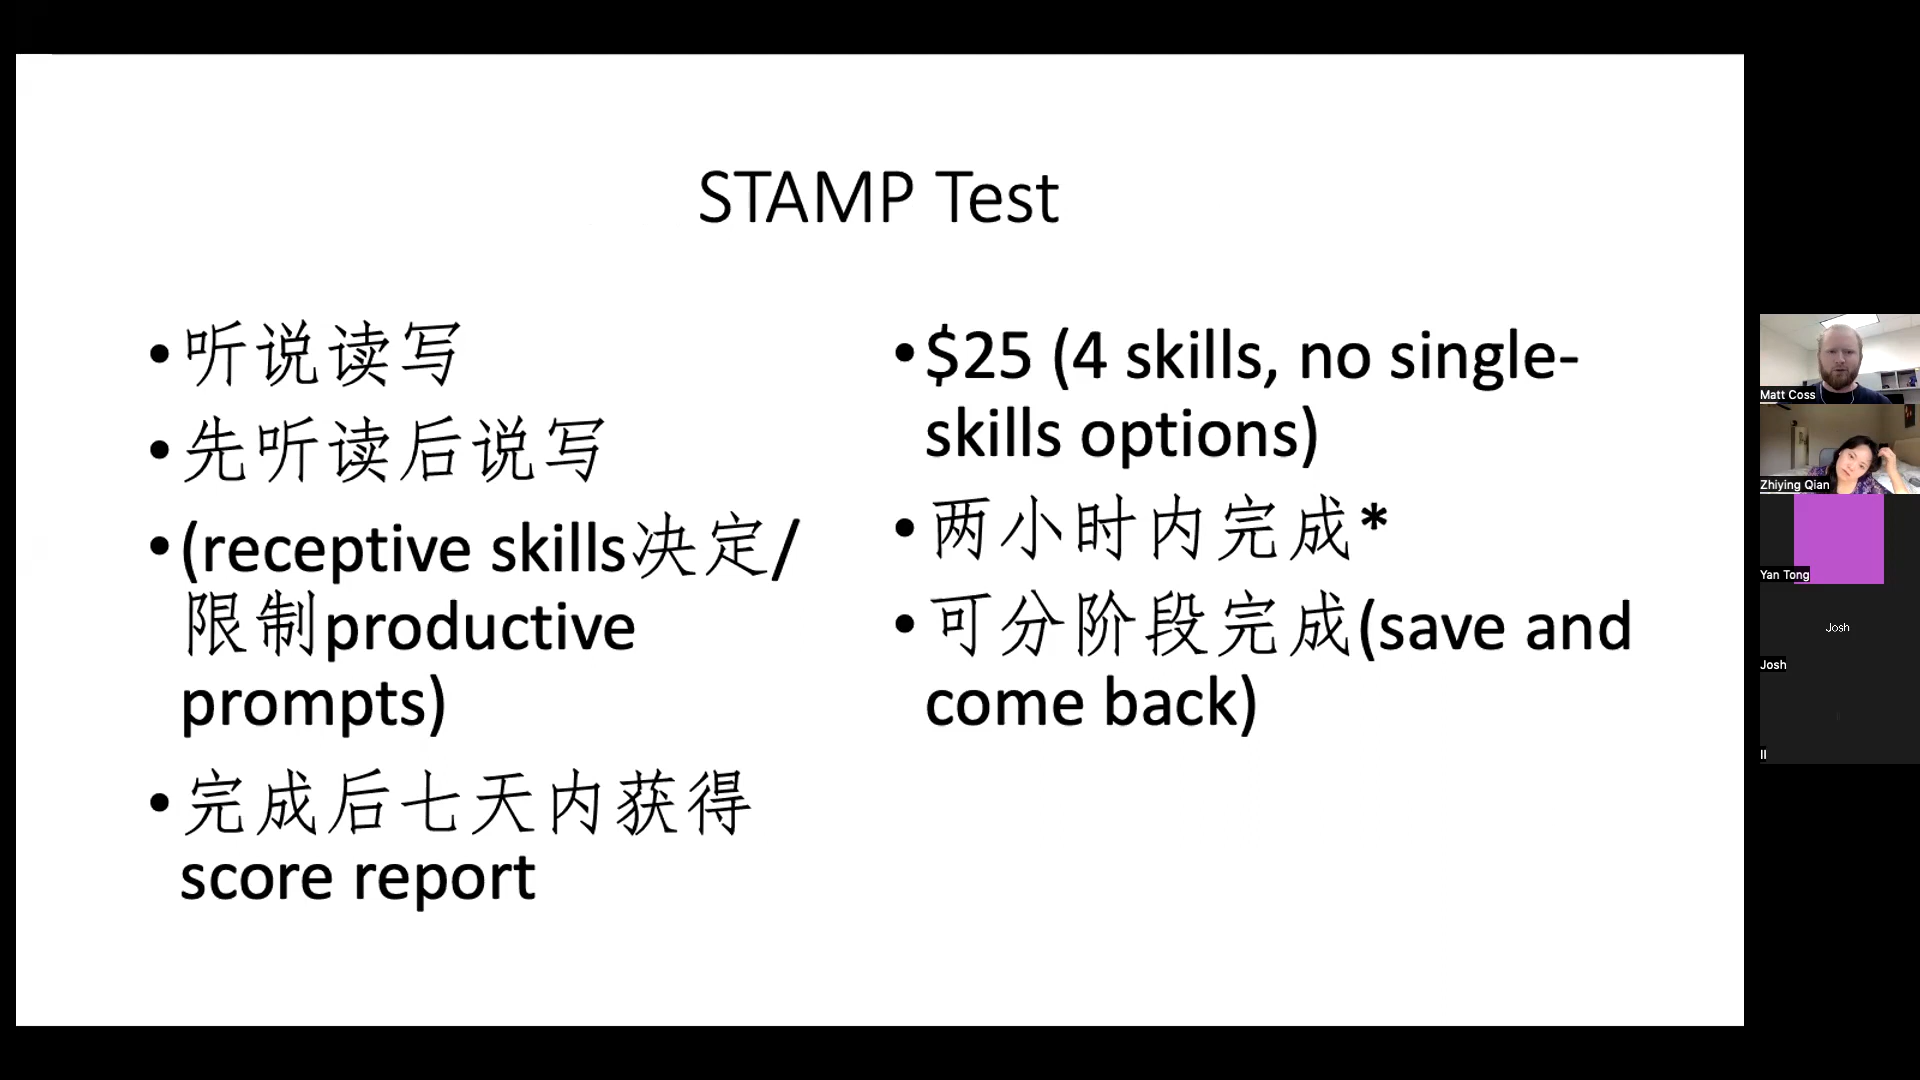 STAMP Test
•听说读写
•先听读后说写
•(receptive skills决定/
限制productive
prompts)
•完成后七天内获得
score report
•$25 (4 skills, no single-
skills options)
•两小时内完成*
•可分阶段完成(save and
come back)
Matt Coss
Zhiying Qian
Yan Tong
Josh
Josh